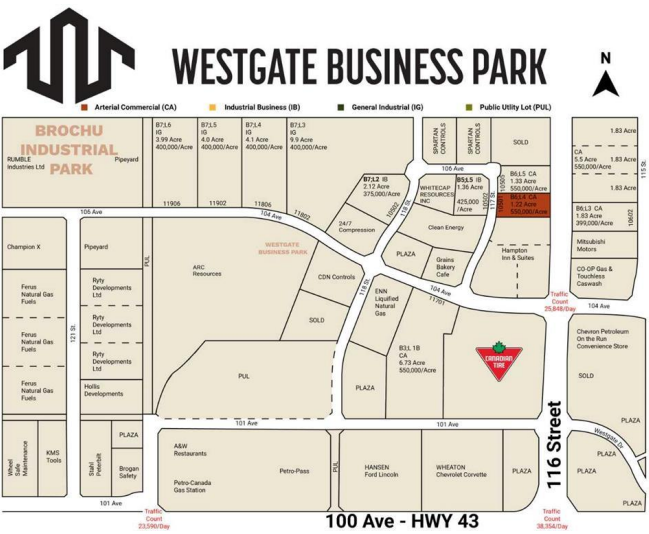 WESTGATE BUSINESS PARK
N
Arterial Commercial (CA)
Industrial Business (IB)
General Industrial (IG)
Public Utlity Lot (PUL)
BROCHU
INDUSTRIAL
PARK
RUMBLE
Industries Ltd
Pipeyard
B7;L6
IG
3.99 Acre
400,000/Acre
B7;L5
IG
4.0 Acre
400,000/Acre
B7;L4
IG
4.1 Acre
400,000/Acre
B7;L3
IG
9.9 Acre
400,000/Acre
SPARTAN
CONTROLS
SPARTAN
CONTROLS
SOLD
1.83 Acre
CA
5.5 Acre
550,000/Acre
1.83 Acre
1.83 Acre
115 St.
106 Ave
B7;L2 IB
2.12 Acre
375,000/Acre
WHITECAP
RESOURCES
INC
B5;L5 IB
1.36 Acre
425,000
/Acre
10502
117 St.
10501
10505
B6;L5 CA
1.33 Acre
550,000/Acre
B6;L4 CA
1.22 Acre
550,000/Acre
B6;L3 CA
1.83 Acre
399,000/Acre
10602
106 Ave
11906
11902
11806
104 Ave
11802
10502
118 St.
24/7
Compression
Clean Energy
Champion X
Pipeyard
PUL
WESTGATE
BUSINESS PARK
PLAZA
Grains
Bakery
Cafe
Hampton
Inn & Suites
Mitsubishi
Motors
CO-OP Gas &
Touchless
Caswash
ARC
Resources
CDN Controls
118 St.
ENN
Liquified
Natural
Gas
104 Ave
11701
Traffic
Count
25,848/Day
104 Ave
Ferus
Natural Gas
Fuels
Ryty
Developments
Ltd
SOLD
Ferus
Natural Gas
Fuels
121 St.
Ryty
Developments
Ltd
Chevron Petroleum
On the Run
Convenience Store
B3;L 1B
CA
6.73 Acre
550,000/Acre
CANADIAN
TIRE
Ryty
Developments
Ltd
PUL
SOLD
Ferus
Natural Gas
Fuels
Hollis
Developments
PLAZA
101 Ave
101 Ave
116 Street
PLAZA
Westgate Dr
Wheel
Safe
Maintenance
KMS
Tools
Stahl
Peterbilt
PLAZA
Brogan
Safety
A&W
Restaurants
Petro-Canada
Gas Station
Petro-Pass
PUL
HANSEN
Ford Lincoln
WHEATON
Chevrolet Corvette
PLAZA
PLAZA
PLAZA
PLAZA
101 Ave
Traffic
Count
23,590/Day
100 Ave - HWY 43
Traffic
Count
38,354/Day